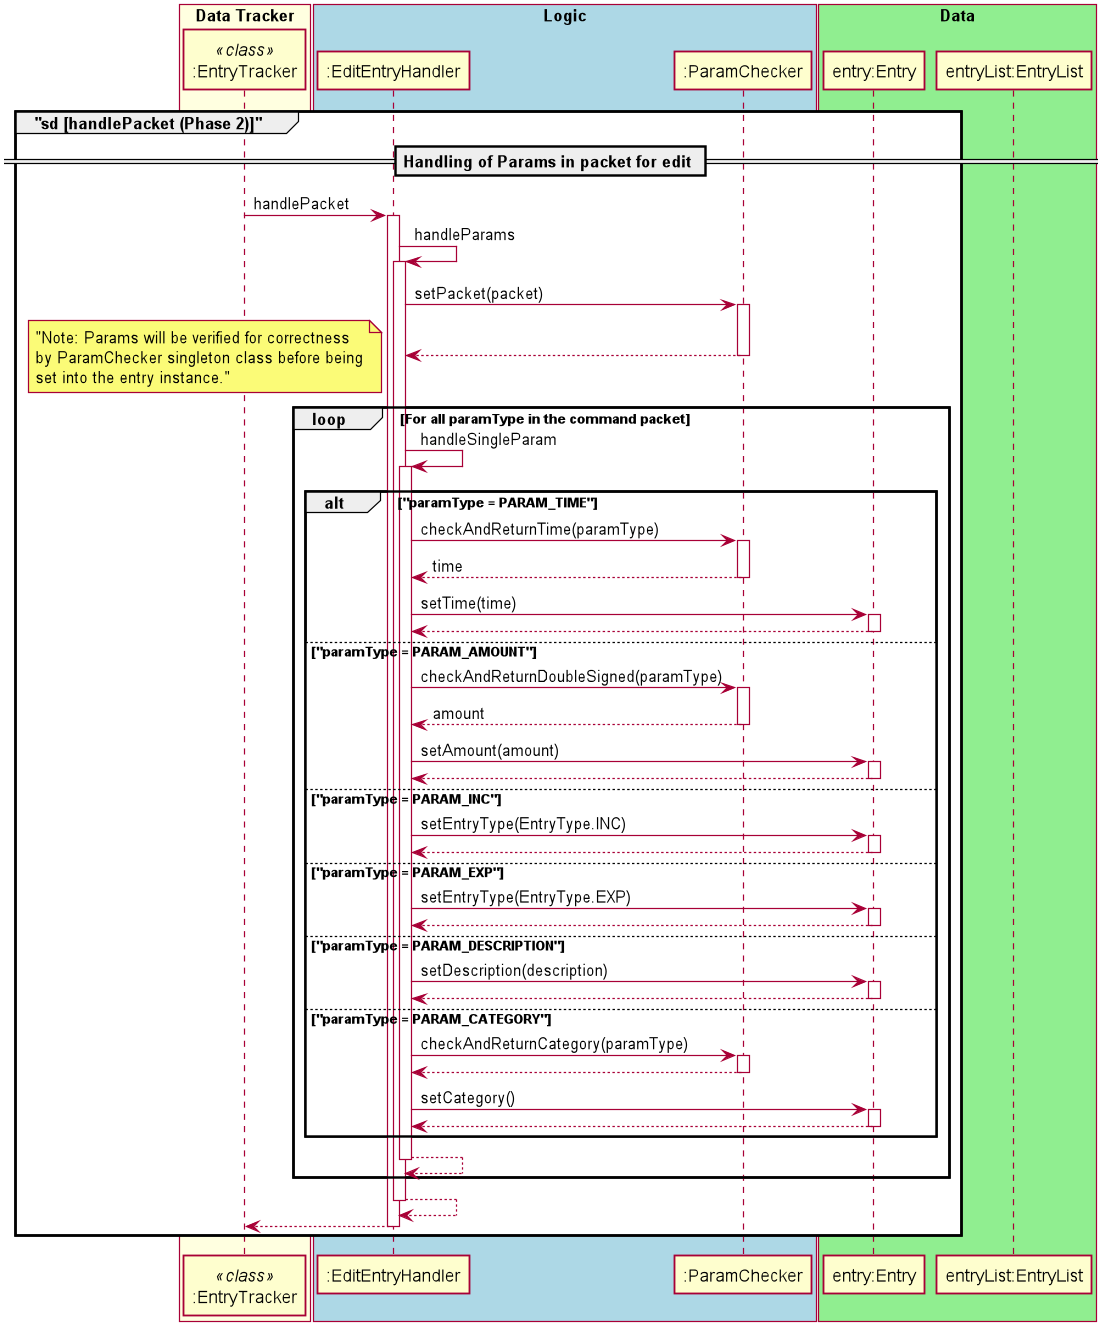 Data Tracker
Logic
Data
«class»
:EntryTracker
:EditEntryHandler
:ParamChecker
entry:Entry
entryList:EntryList
"sd [handlePacket (Phase 2)]"
Handling of Params in packet for edit
handlePacket
handleParams
setPacket(packet)
"Note: Params will be verified for correctness
by ParamChecker singleton class before being
set into the entry instance."
loop
[For all paramType in the command packet]
handleSingleParam
alt
["paramType = PARAM_TIME"]
checkAndReturnTime(paramType)
time
setTime(time)
["paramType = PARAM_AMOUNT"]
checkAndReturnDoubleSigned(paramType)
amount
setAmount(amount)
["paramType = PARAM_INC"]
setEntryType(EntryType.INC)
["paramType = PARAM_EXP"]
setEntryType(EntryType.EXP)
["paramType = PARAM_DESCRIPTION"]
setDescription(description)
["paramType = PARAM_CATEGORY"]
checkAndReturnCategory(paramType)
setCategory()
«class»
:EntryTracker
:EditEntryHandler
:ParamChecker
entry:Entry
entryList:EntryList